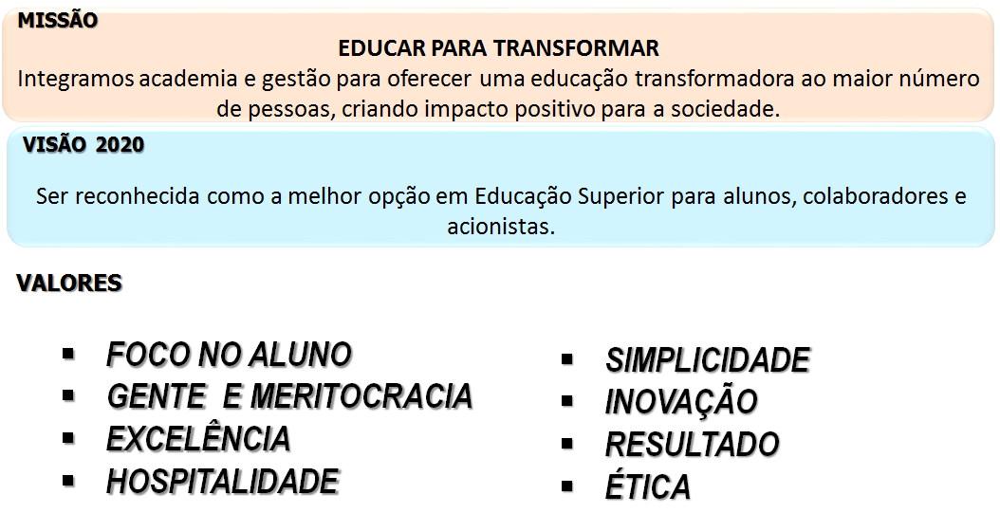 MISSÃO
EDUCAR PARA TRANSFORMAR
Integramos academia e gestão para oferecer uma educação transformadora ao maior número
de pessoas, criando impacto positivo para a sociedade.
VISÃO 2020
Ser reconhecida como a melhor opção em Educação Superior para alunos, colaboradores e
acionistas.
VALORES
▪ FOCO NO ALUNO
▪ GENTE E MERITOCRACIA
▪ EXCELÊNCIA
▪ HOSPITALIDADE
▪ SIMPLICIDADE
▪ INOVAÇÃO
▪ RESULTADO
▪ ÉTICA